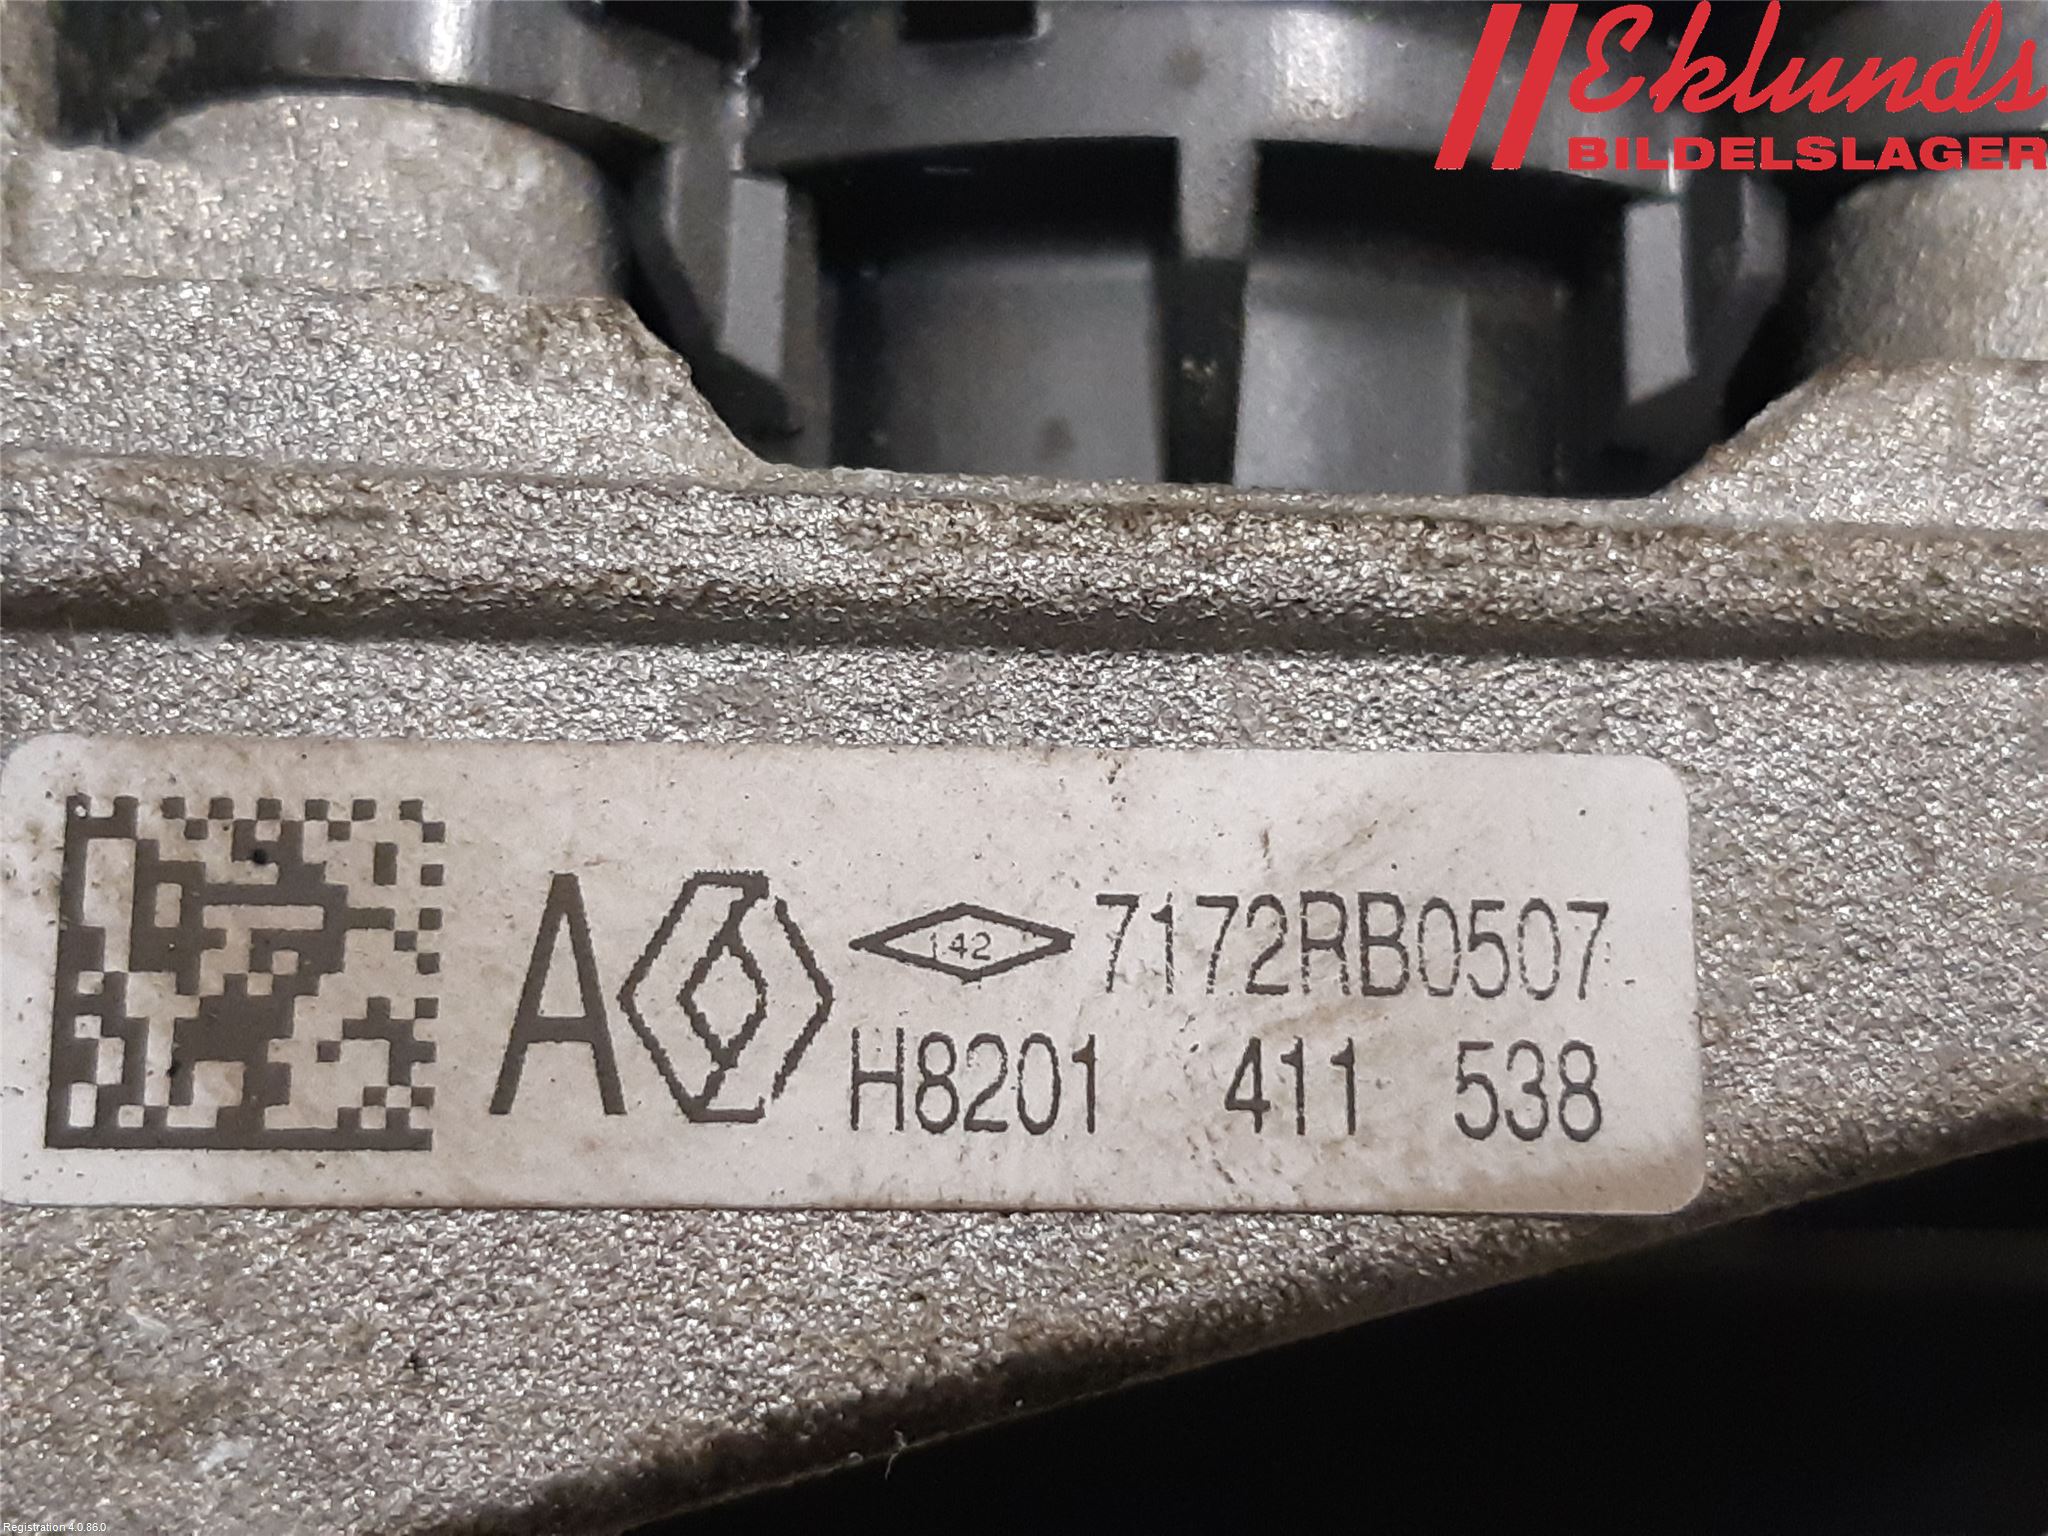 Eklunds
BILDELSLAGER
A 142 7172RB0507
H8201 411 538
Registration 4.0.86.0